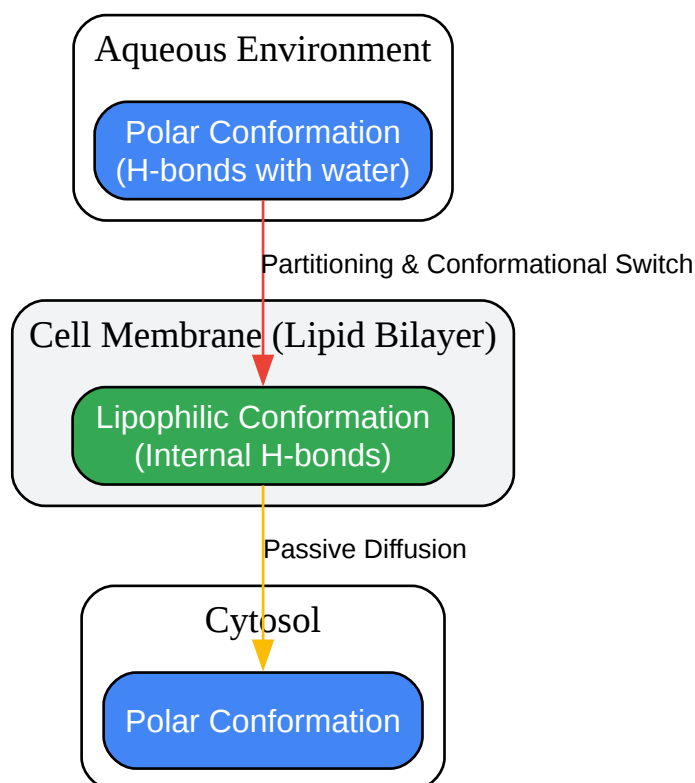 Aqueous Environment
Polar Conformation
(H-bonds with water)
Partitioning & Conformational Switch
Cell Membrane (Lipid Bilayer)
Lipophilic Conformation
(Internal H-bonds)
Passive Diffusion
Cytosol
Polar Conformation